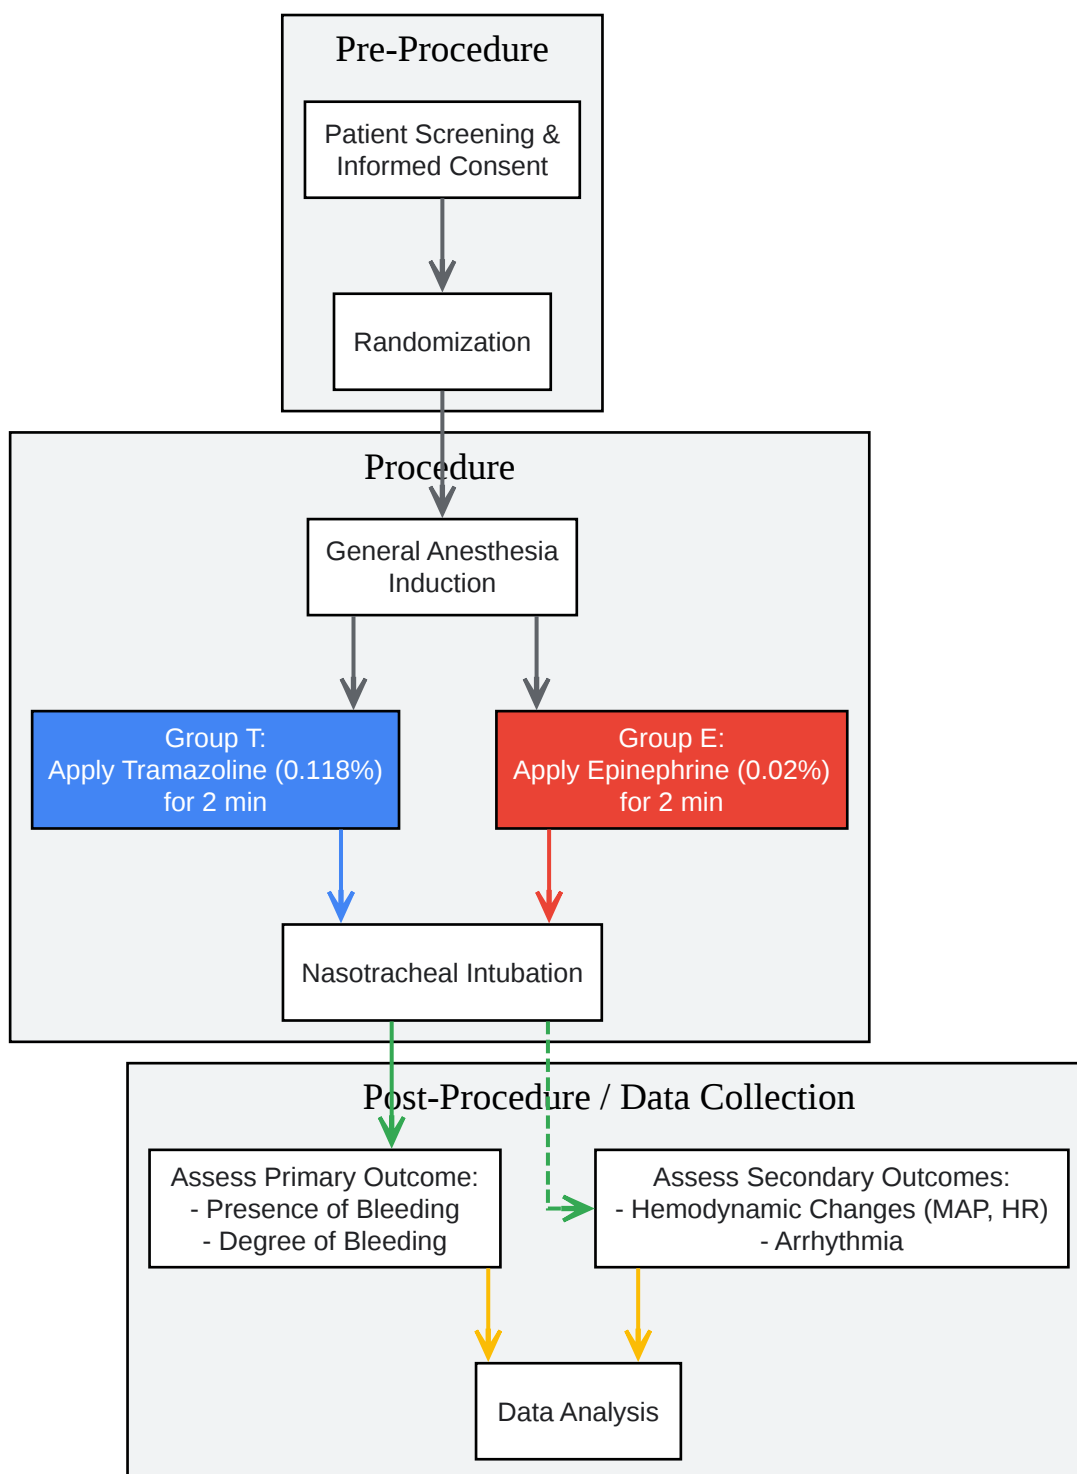 Pre-Procedure
Patient Screening &
Informed Consent
Randomization
Procedure
General Anesthesia
Induction
Group T:
Apply Tramazoline (0.118%)
for 2 min
Group E:
Apply Epinephrine (0.02%)
for 2 min
Nasotracheal Intubation
Post-Procedure / Data Collection
Assess Primary Outcome:
- Presence of Bleeding
- Degree of Bleeding
Assess Secondary Outcomes:
- Hemodynamic Changes (MAP, HR)
- Arrhythmia
Data Analysis